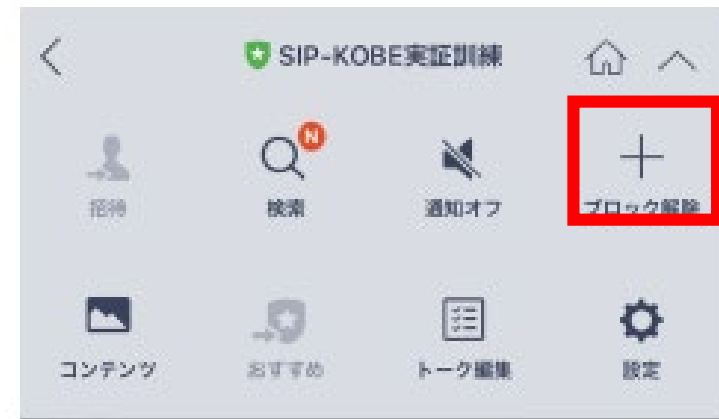 SIP-KOBE実証訓練
N
招待 検索 通知オフ ブロック解除
コンテンツ おすすめ トーク編集 設定